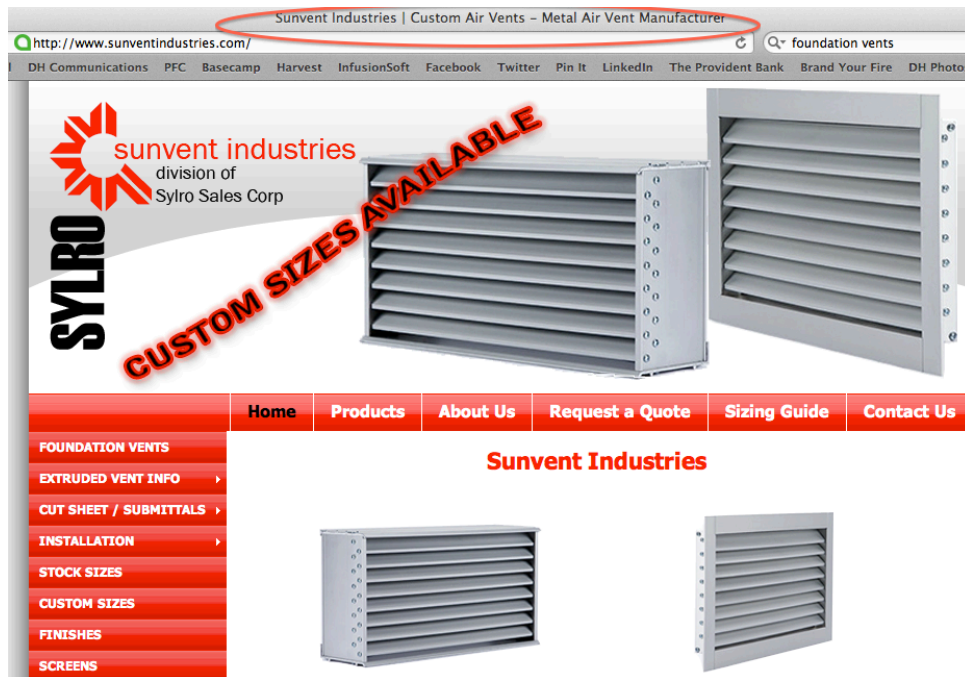 Sunvent Industries | Custom Air Vents – Metal Air Vent Manufacturer
http://www.sunventindustries.com/
foundation vents
DH Communications PFC Basecamp Harvest InfusionSoft Facebook Twitter Pin It LinkedIn The Provident Bank Brand Your Fire DH Photo
sunvent industries
division of
Sylro Sales Corp
SYLRO
CUSTOM SIZES AVAILABLE
Home Products About Us Request a Quote Sizing Guide Contact Us
FOUNDATION VENTS
EXTRUDED VENT INFO
CUT SHEET / SUBMITTALS
INSTALLATION
STOCK SIZES
CUSTOM SIZES
FINISHES
SCREENS
Sunvent Industries